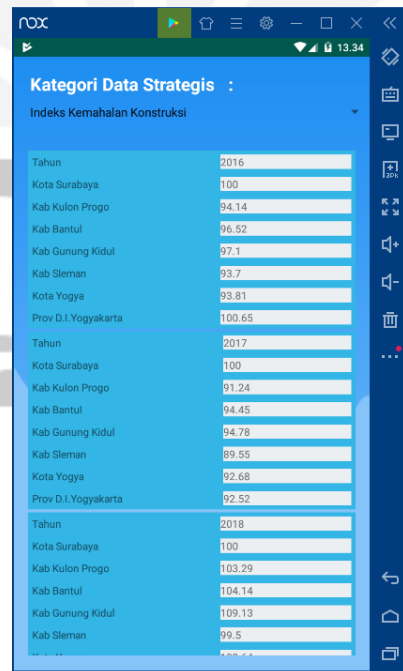 nox
13.34
Kategori Data Strategis :
Indeks Kemahalan Konstruksi
Tahun 2016
Kota Surabaya 100
Kab Kulon Progo 94.14
Kab Bantul 96.52
Kab Gunung Kidul 97.1
Kab Sleman 93.7
Kota Yogya 93.81
Prov D.I.Yogyakarta 100.65
Tahun 2017
Kota Surabaya 100
Kab Kulon Progo 91.24
Kab Bantul 94.45
Kab Gunung Kidul 94.78
Kab Sleman 89.55
Kota Yogya 92.68
Prov D.I.Yogyakarta 92.52
Tahun 2018
Kota Surabaya 100
Kab Kulon Progo 103.29
Kab Bantul 104.14
Kab Gunung Kidul 109.13
Kab Sleman 99.5